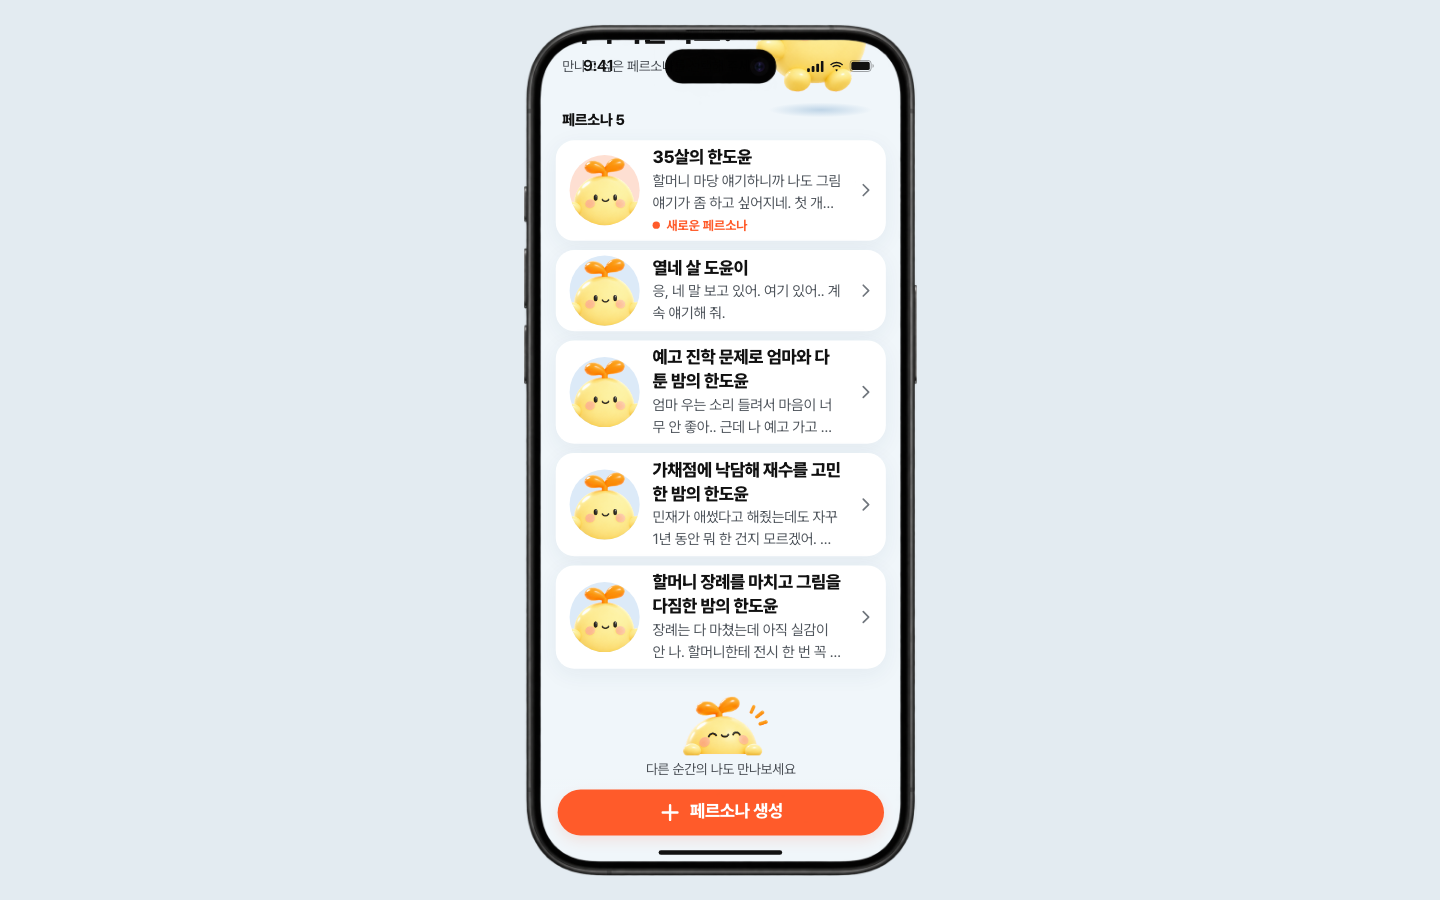 만나
9:41
은 페르소나
페르소나 5
35살의 한도윤
할머니 마당 얘기하니까 나도 그림
얘기가 좀 하고 싶어지네. 첫 개...
새로운 페르소나
열네 살 도윤이
응, 네 말 보고 있어. 여기 있어.. 계
속 얘기해 줘.
예고 진학 문제로 엄마와 다
툰 밤의 한도윤
엄마 우는 소리 들려서 마음이 너
무 안 좋아.. 근데 나 예고 가고 ...
가채점에 낙담해 재수를 고민
한 밤의 한도윤
민재가 애썼다고 해줬는데도 자꾸
1년 동안 뭐 한 건지 모르겠어. ...
할머니 장례를 마치고 그림을
다짐한 밤의 한도윤
장례는 다 마쳤는데 아직 실감이
안 나. 할머니한테 전시 한 번 꼭 ...
다른 순간의 나도 만나보세요
페르소나 생성